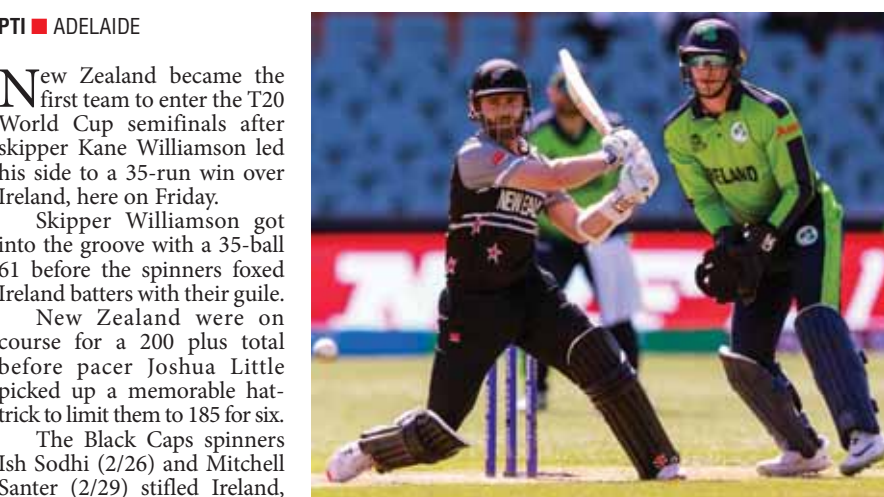 PTI ■ ADELAIDE
New Zealand became the
first team to enter the T20
World Cup semifinals after
skipper Kane Williamson led
his side to a 35-run win over
Ireland, here on Friday.
Skipper Williamson got
into the groove with a 35-ball
61 before the spinners foxed
Ireland batters with their guile.
New Zealand were on
course for a 200 plus total
before pacer Joshua Little
picked up a memorable hat-
trick to limit them to 185 for six.
The Black Caps spinners
Ish Sodhi (2/26) and Mitchell
Santer (2/29) stifled Ireland,
NEW ZEAL
IRELAND